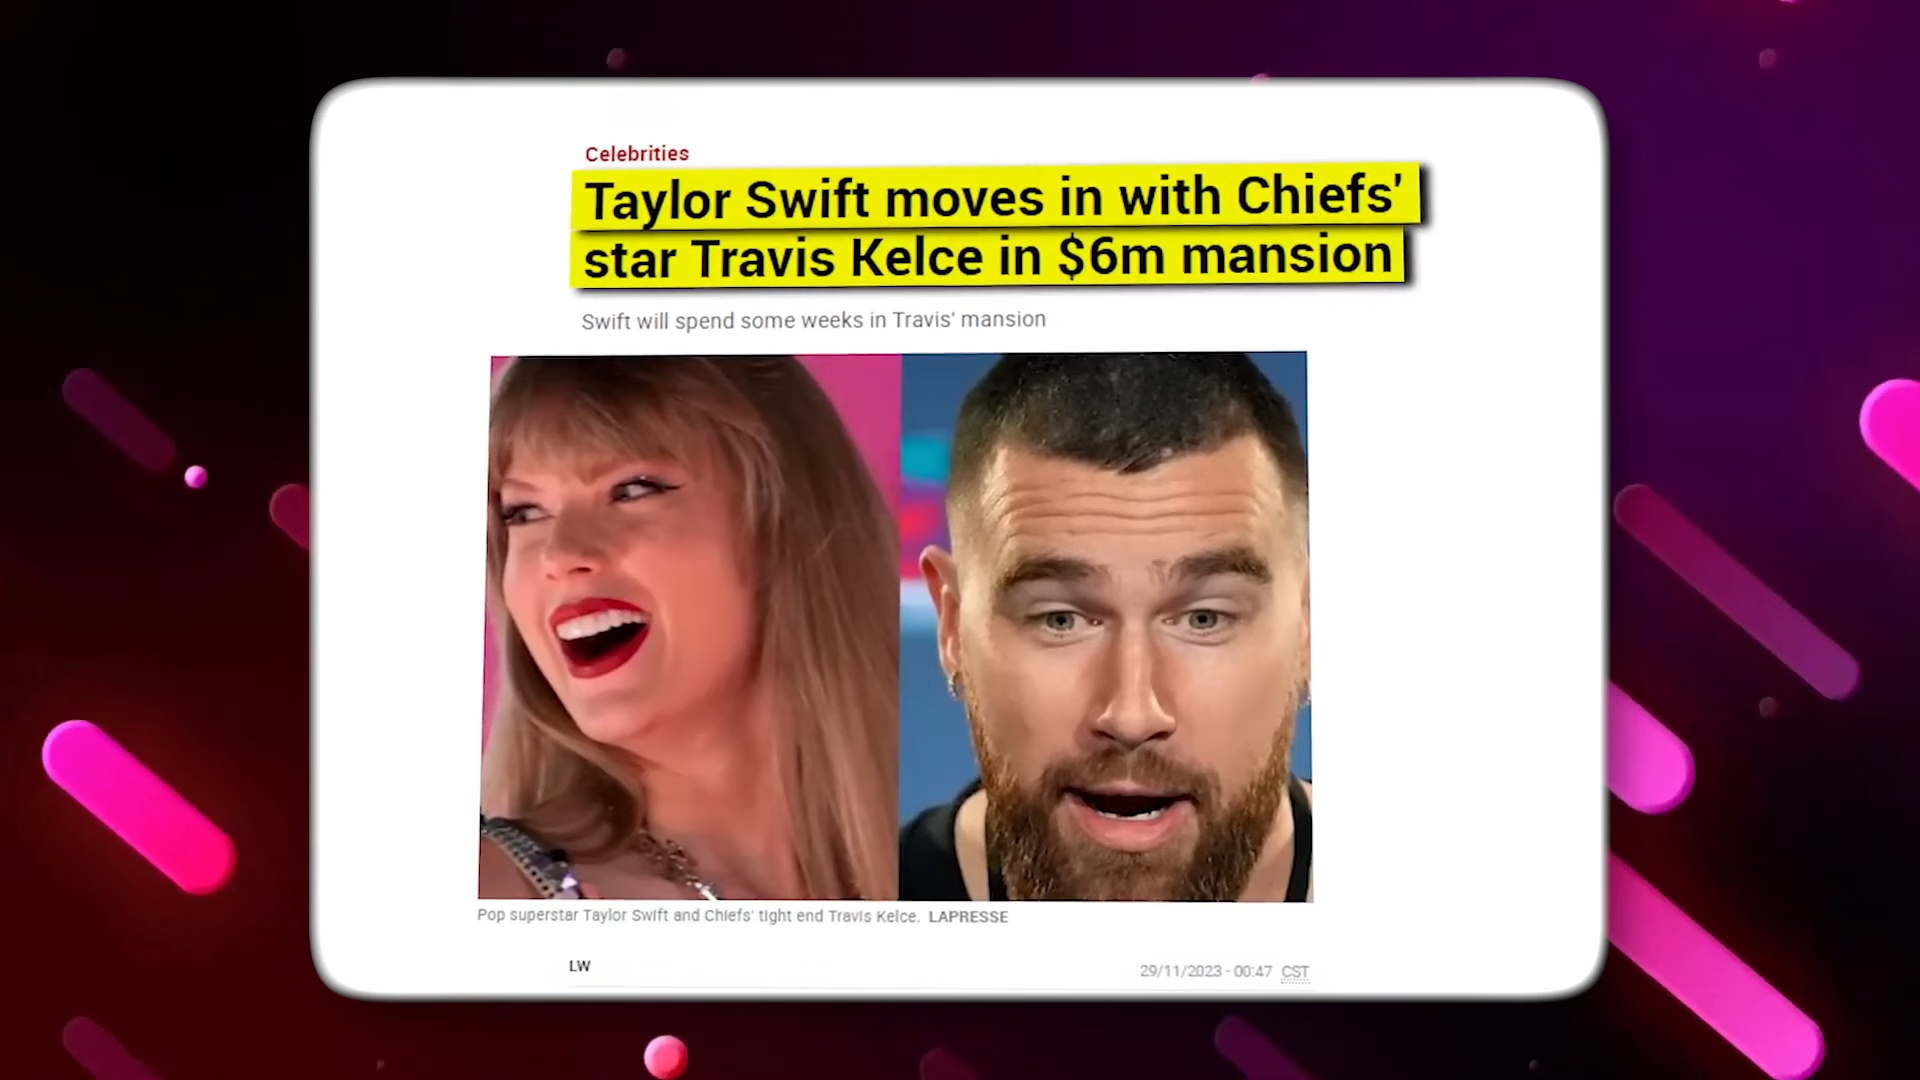 Celebrities
Taylor Swift moves in with Chiefs'
star Travis Kelce in $6m mansion
Swift will spend some weeks in Travis' mansion
Pop superstar Taylor Swift and Chiefs' tight end Travis Kelce. LAPRESSE
LW
29/11/2023 - 00:47 CST